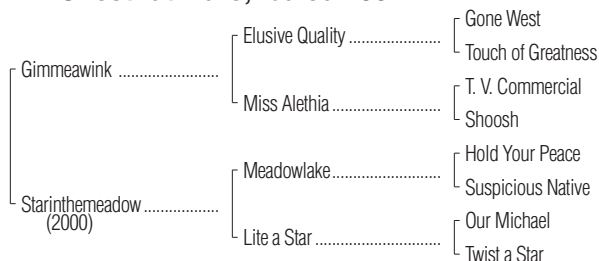 Gone West
Elusive Quality ......................
Touch of Greatness
Gimmeawink ........................
T. V. Commercial
Miss Alethia ..........................
Shoosh
Hold Your Peace
Meadowlake..........................
Suspicious Native
Starinthemeadow .................
(2000)
Our Michael
Lite a Star .............................
Twist a Star